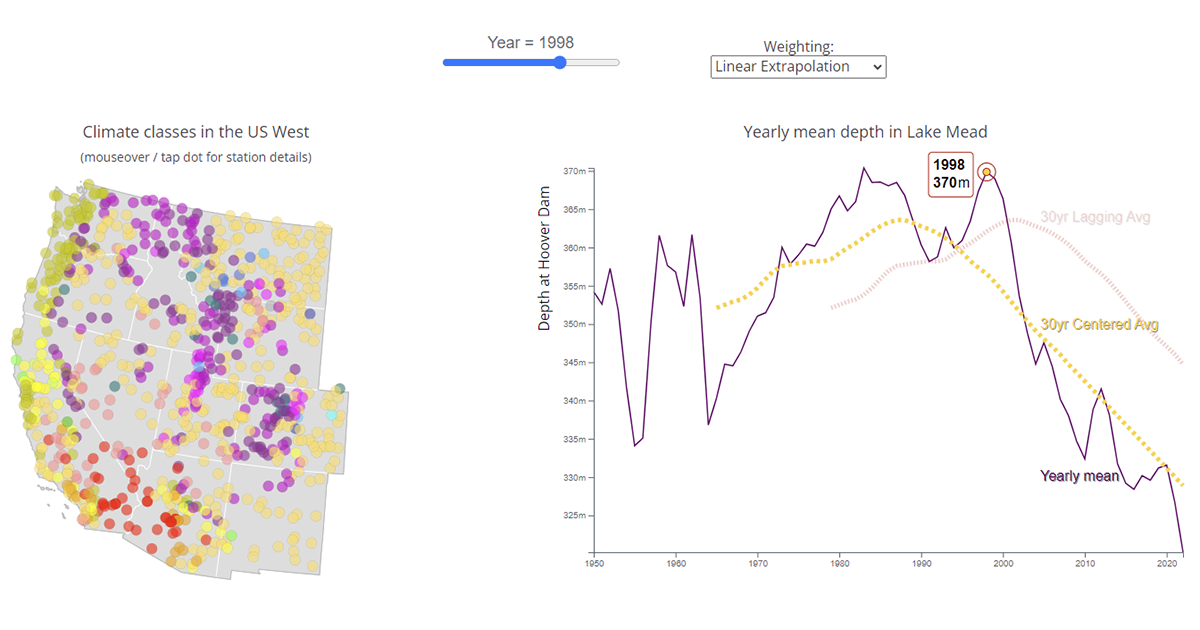 Year = 1998
Weighting:
Linear Extrapolation
Climate classes in the US West
(mouseover / tap dot for station details)
Yearly mean depth in Lake Mead
Depth at Hoover Dam
370m
365m
360m
355m
350m
345m
340m
335m
330m
325m
1998
370m
30yr Lagging Avg
30yr Centered Avg
Yearly mean
1950
1960
1970
1980
1990
2000
2010
2020